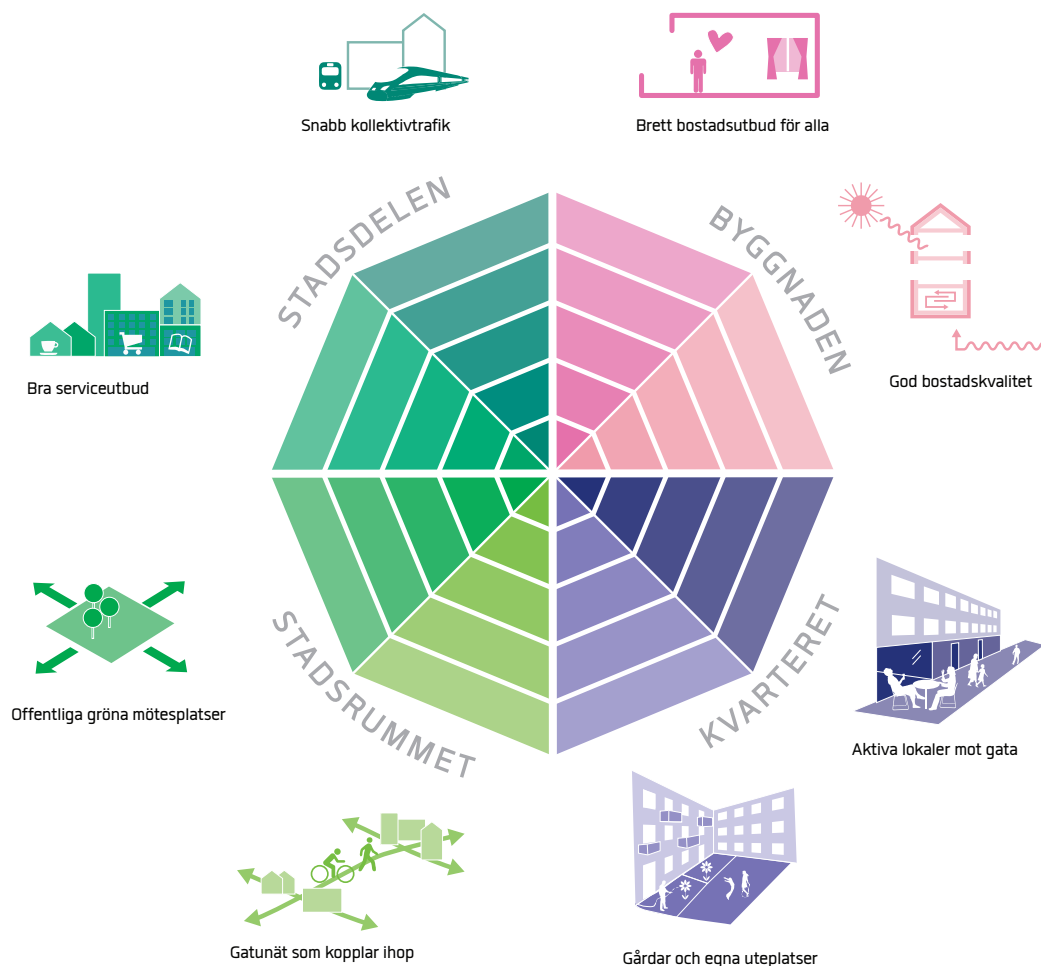 Snabb kollektivtrafik
Brett bostadsutbud för alla
STADSDELEN
BYGGNADEN
Bra serviceutbud
God bostadskvalitet
Offentliga gröna mötesplatser
STADSRUMMET
KVARTERET
Aktiva lokaler mot gata
Gatunät som kopplar ihop
Gårdar och egna uteplatser